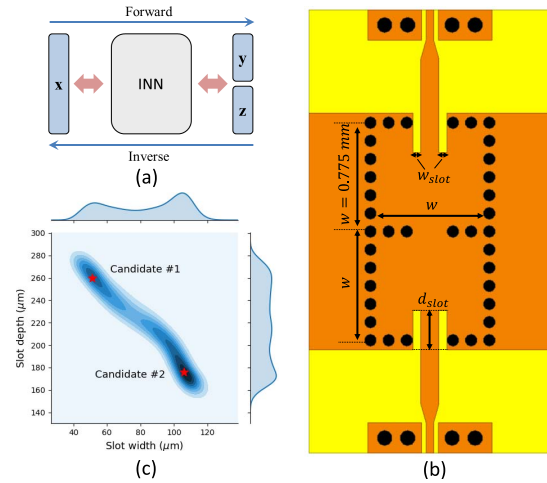 Forward
x
INN
y
z
Inverse
(a)
300
280
260
240
220
200
180
160
140
Slot depth (μm)
Candidate #1
Candidate #2
40
60
80
100
120
Slot width (μm)
(c)
w = 0.775 mm
w_slot
w
w
d_slot
(b)